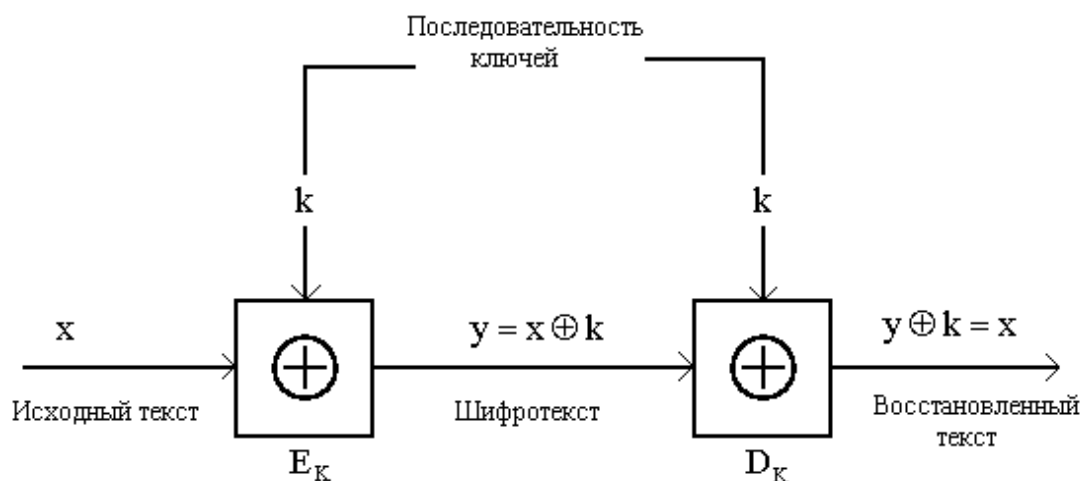 Последовательность
ключей
k k
x y = x ⊕ k y ⊕ k = x
Исходный текст Шифротекст Восстановленный
текст
E_K D_K